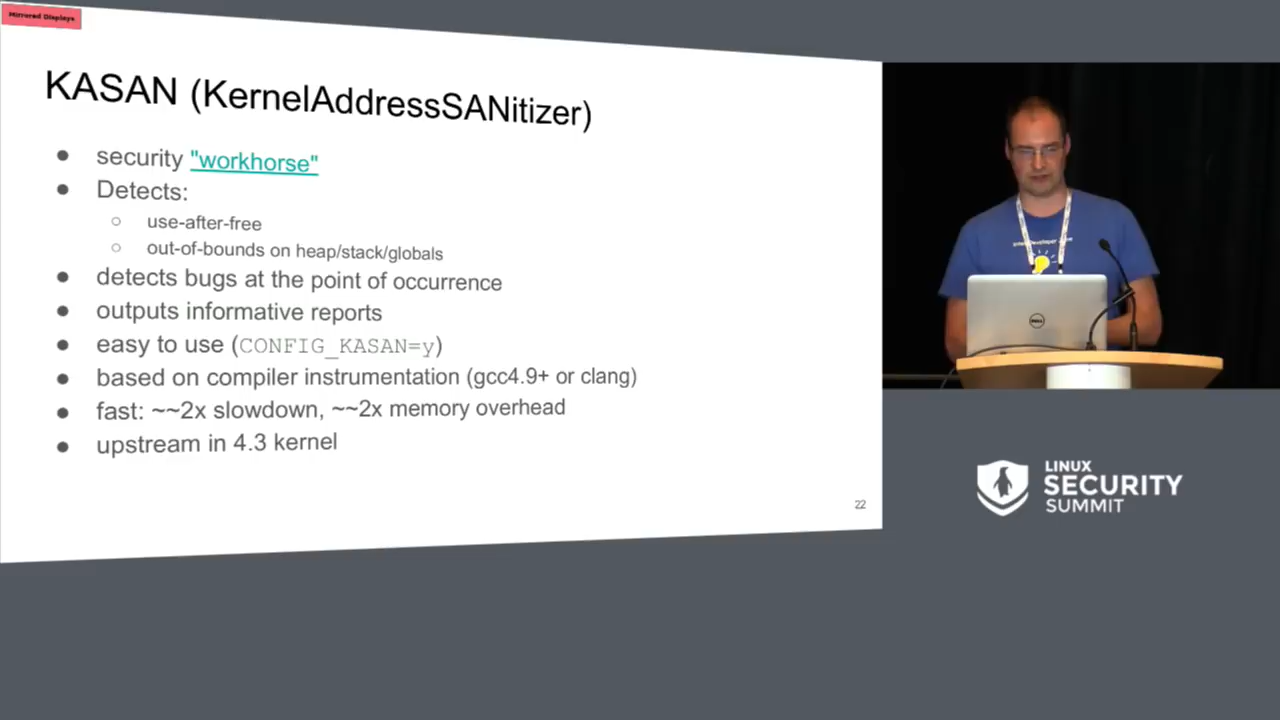 Mirrored Displays
KASAN (KernelAddressSANitizer)
security "workhorse"
Detects:
use-after-free
out-of-bounds on heap/stack/globals
detects bugs at the point of occurrence
outputs informative reports
easy to use (CONFIG_KASAN=y)
based on compiler instrumentation (gcc4.9+ or clang)
fast: ~~2x slowdown, ~~2x memory overhead
upstream in 4.3 kernel
22
DELL
LINUX
SECURITY
SUMMIT